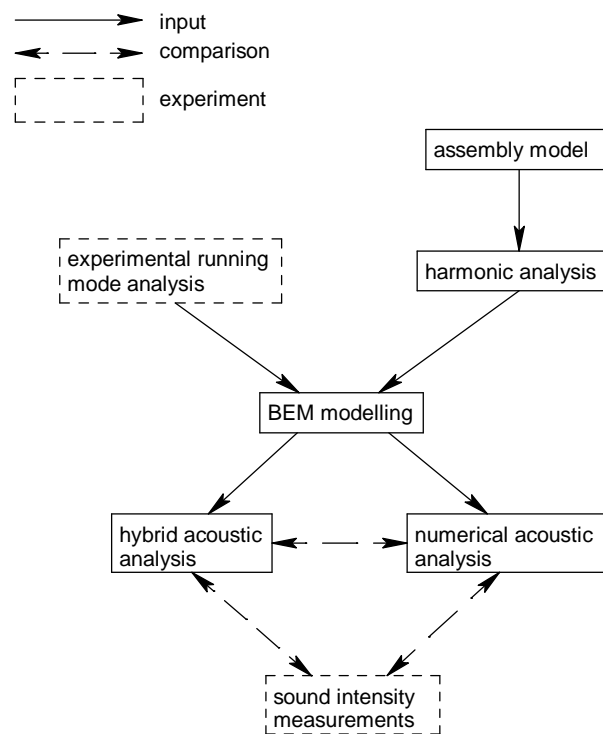 input
comparison
experiment
assembly model
experimental running
mode analysis
harmonic analysis
BEM modelling
hybrid acoustic
analysis
numerical acoustic
analysis
sound intensity
measurements